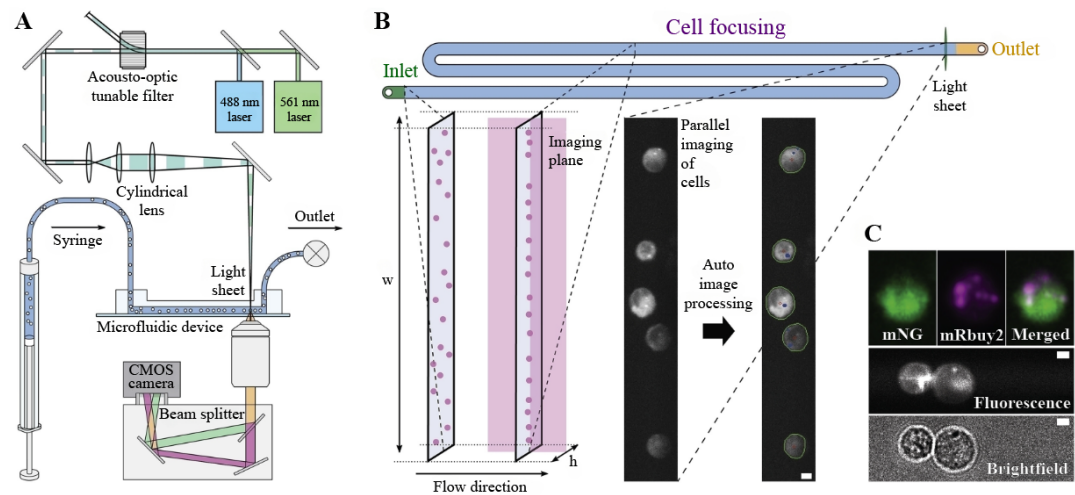 A
Acousto-optic
tunable filter
488 nm
laser
561 nm
laser
Cylindrical
lens
Syringe
Outlet
Light
sheet
Microfluidic device
CMOS
camera
Beam splitter
B
Cell focusing
Inlet
Outlet
Light
sheet
Imaging
plane
w
h
Flow direction
Parallel
imaging
of
cells
Auto
image
processing
C
mNG
mRbuy2
Merged
Fluorescence
Brightfield